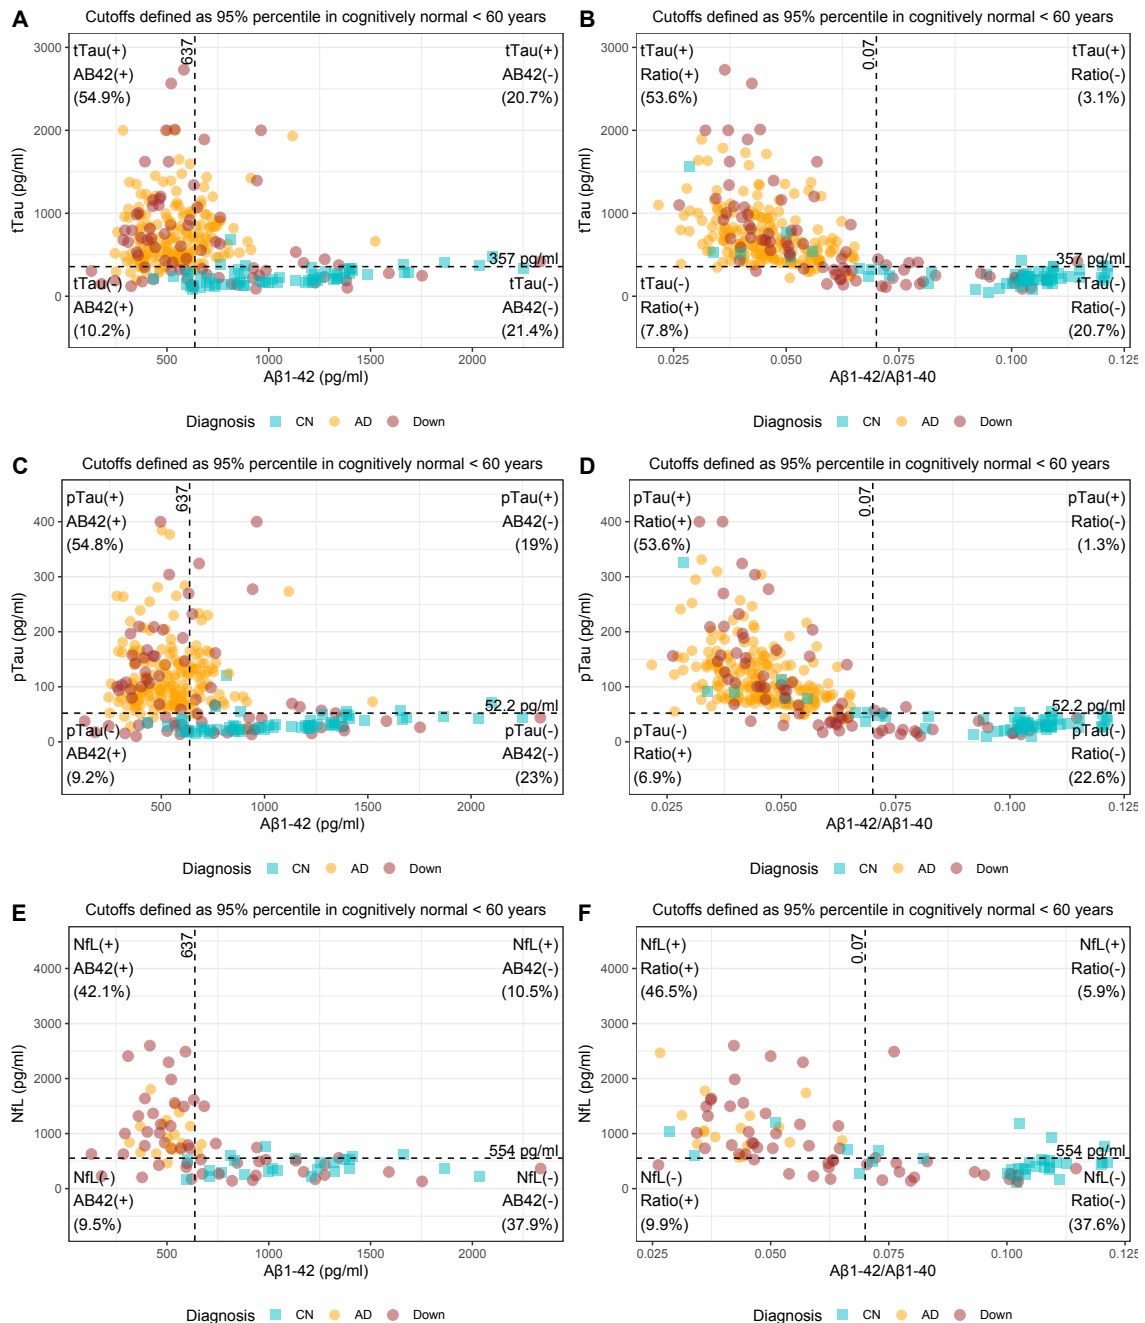 A
Cutoffs defined as 95% percentile in cognitively normal < 60 years
tTau(+)
AB42(+)
(54.9%)
637
tTau(+)
AB42(-)
(20.7%)
3000
2000
1000
0
tTau (pg/ml)
357 pg/ml
tTau(-)
AB42(+)
(10.2%)
tTau(-)
AB42(-)
(21.4%)
500 1000 1500 2000
Aβ1-42 (pg/ml)
Diagnosis CN AD Down
B
Cutoffs defined as 95% percentile in cognitively normal < 60 years
tTau(+)
Ratio(+)
(53.6%)
0.07
tTau(+)
Ratio(-)
(3.1%)
3000
2000
1000
0
tTau (pg/ml)
357 pg/ml
tTau(-)
Ratio(+)
(7.8%)
tTau(-)
Ratio(-)
(20.7%)
0.025 0.050 0.075 0.100 0.125
Aβ1-42/Aβ1-40
Diagnosis CN AD Down
C
Cutoffs defined as 95% percentile in cognitively normal < 60 years
pTau(+)
AB42(+)
(54.8%)
637
pTau(+)
AB42(-)
(19%)
400
300
200
100
0
pTau (pg/ml)
52.2 pg/ml
pTau(-)
AB42(+)
(9.2%)
pTau(-)
AB42(-)
(23%)
500 1000 1500 2000
Aβ1-42 (pg/ml)
Diagnosis CN AD Down
D
Cutoffs defined as 95% percentile in cognitively normal < 60 years
pTau(+)
Ratio(+)
(53.6%)
0.07
pTau(+)
Ratio(-)
(1.3%)
400
300
200
100
0
pTau (pg/ml)
52.2 pg/ml
pTau(-)
Ratio(+)
(6.9%)
pTau(-)
Ratio(-)
(22.6%)
0.025 0.050 0.075 0.100 0.125
Aβ1-42/Aβ1-40
Diagnosis CN AD Down
E
Cutoffs defined as 95% percentile in cognitively normal < 60 years
NfL(+)
AB42(+)
(42.1%)
637
NfL(+)
AB42(-)
(10.5%)
4000
3000
2000
1000
0
NfL (pg/ml)
554 pg/ml
NfL(-)
AB42(+)
(9.5%)
NfL(-)
AB42(-)
(37.9%)
500 1000 1500 2000
Aβ1-42 (pg/ml)
Diagnosis CN AD Down
F
Cutoffs defined as 95% percentile in cognitively normal < 60 years
NfL(+)
Ratio(+)
(46.5%)
0.07
NfL(+)
Ratio(-)
(5.9%)
4000
3000
2000
1000
0
NfL (pg/ml)
554 pg/ml
NfL(-)
Ratio(+)
(9.9%)
NfL(-)
Ratio(-)
(37.6%)
0.025 0.050 0.075 0.100 0.125
Aβ1-42/Aβ1-40
Diagnosis CN AD Down